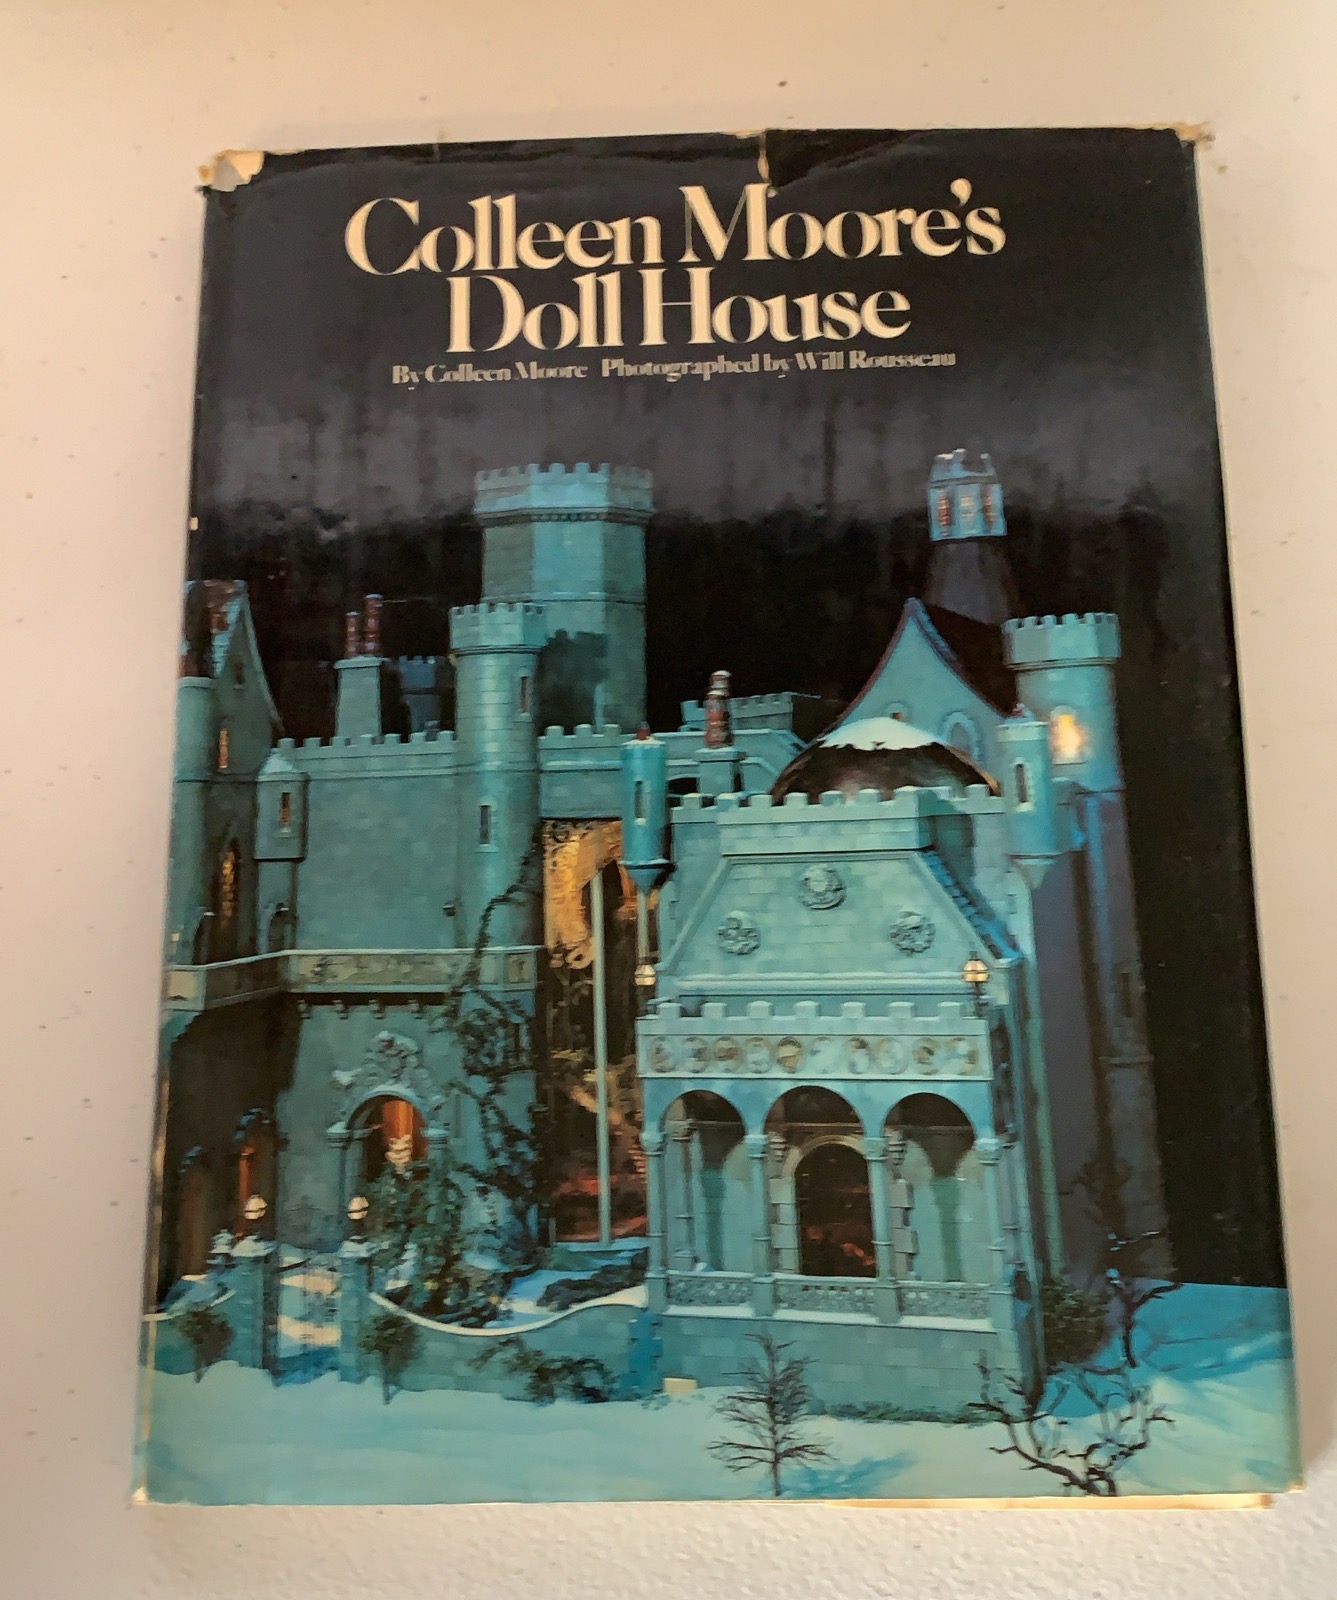 Colleen Moore's
Doll House
By Colleen Moore Photographed by Will Rousseau